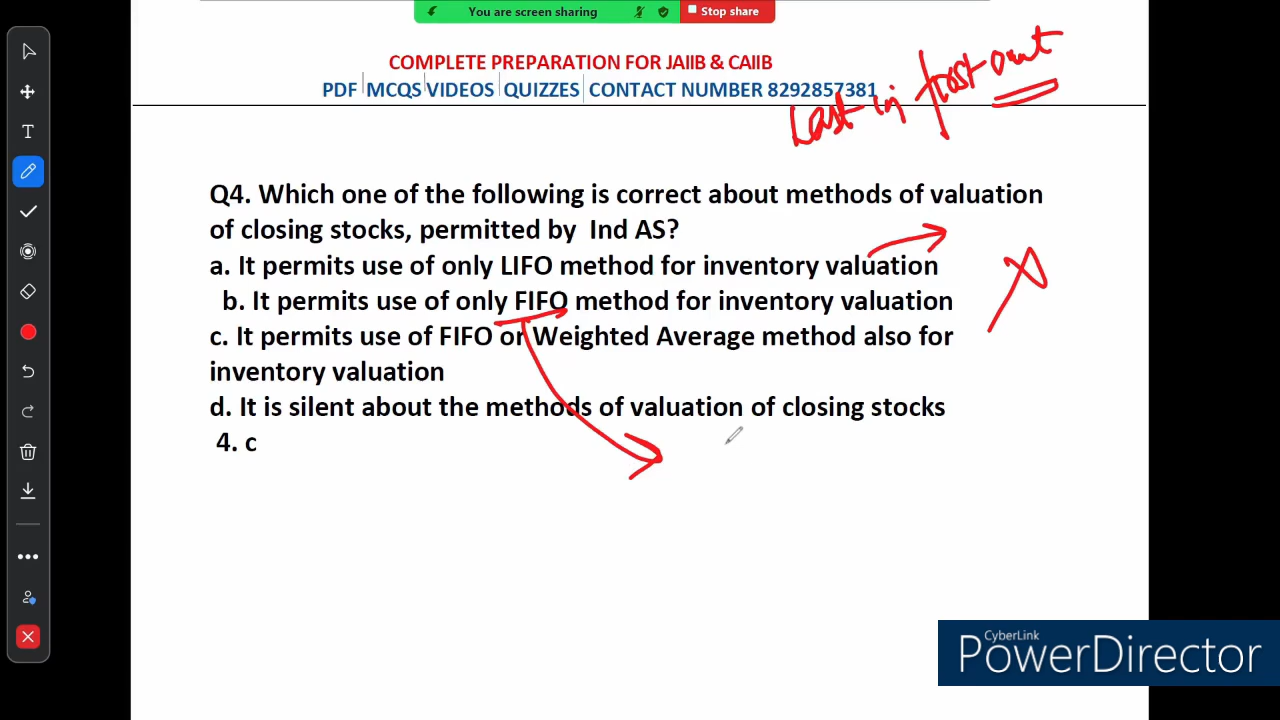 You are screen sharing
Stop share
COMPLETE PREPARATION FOR JAIIB & CAIIB
PDF MCQS VIDEOS QUIZZES CONTACT NUMBER 8292857381
Last in first out
Q4. Which one of the following is correct about methods of valuation
of closing stocks, permitted by Ind AS?
a. It permits use of only LIFO method for inventory valuation
b. It permits use of only FIFO method for inventory valuation
c. It permits use of FIFO or Weighted Average method also for
inventory valuation
d. It is silent about the methods of valuation of closing stocks
4. c
T
CyberLink
PowerDirector